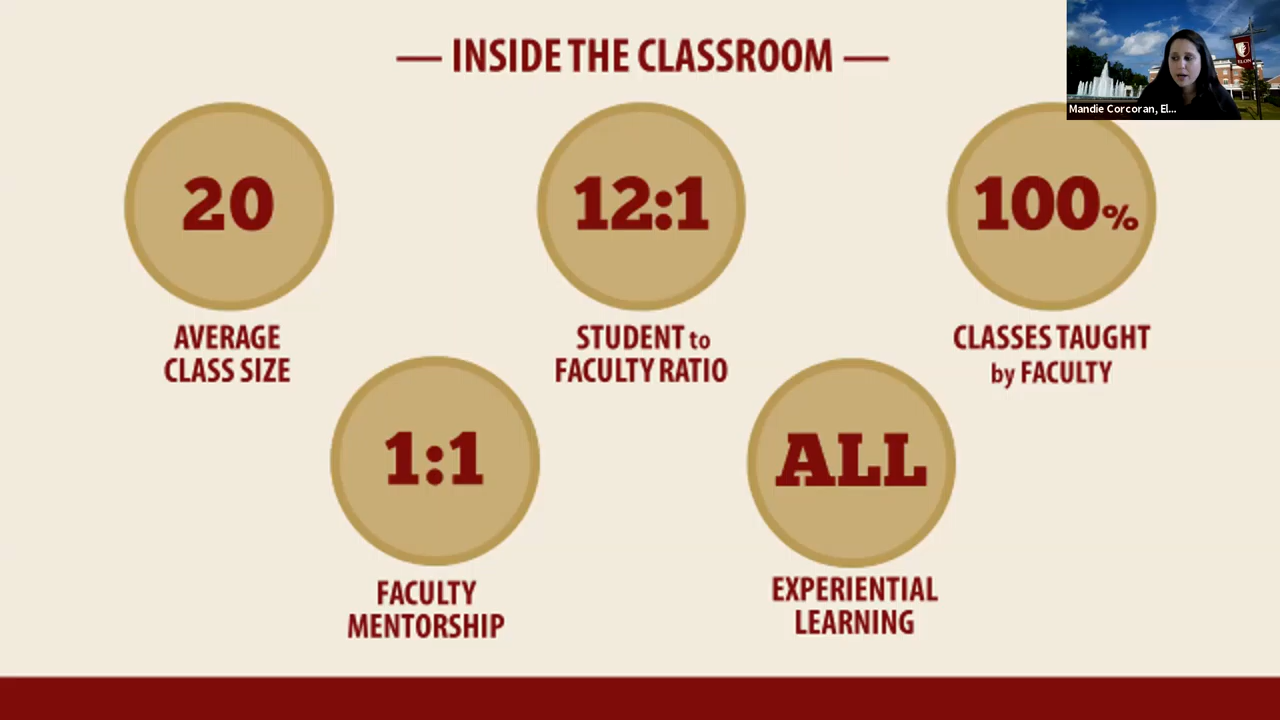 — INSIDE THE CLASSROOM —
Mandie Corcoran, El...
ELON
20
12:1
100%
AVERAGE
CLASS SIZE
STUDENT to
FACULTY RATIO
CLASSES TAUGHT
by FACULTY
1:1
ALL
FACULTY
MENTORSHIP
EXPERIENTIAL
LEARNING